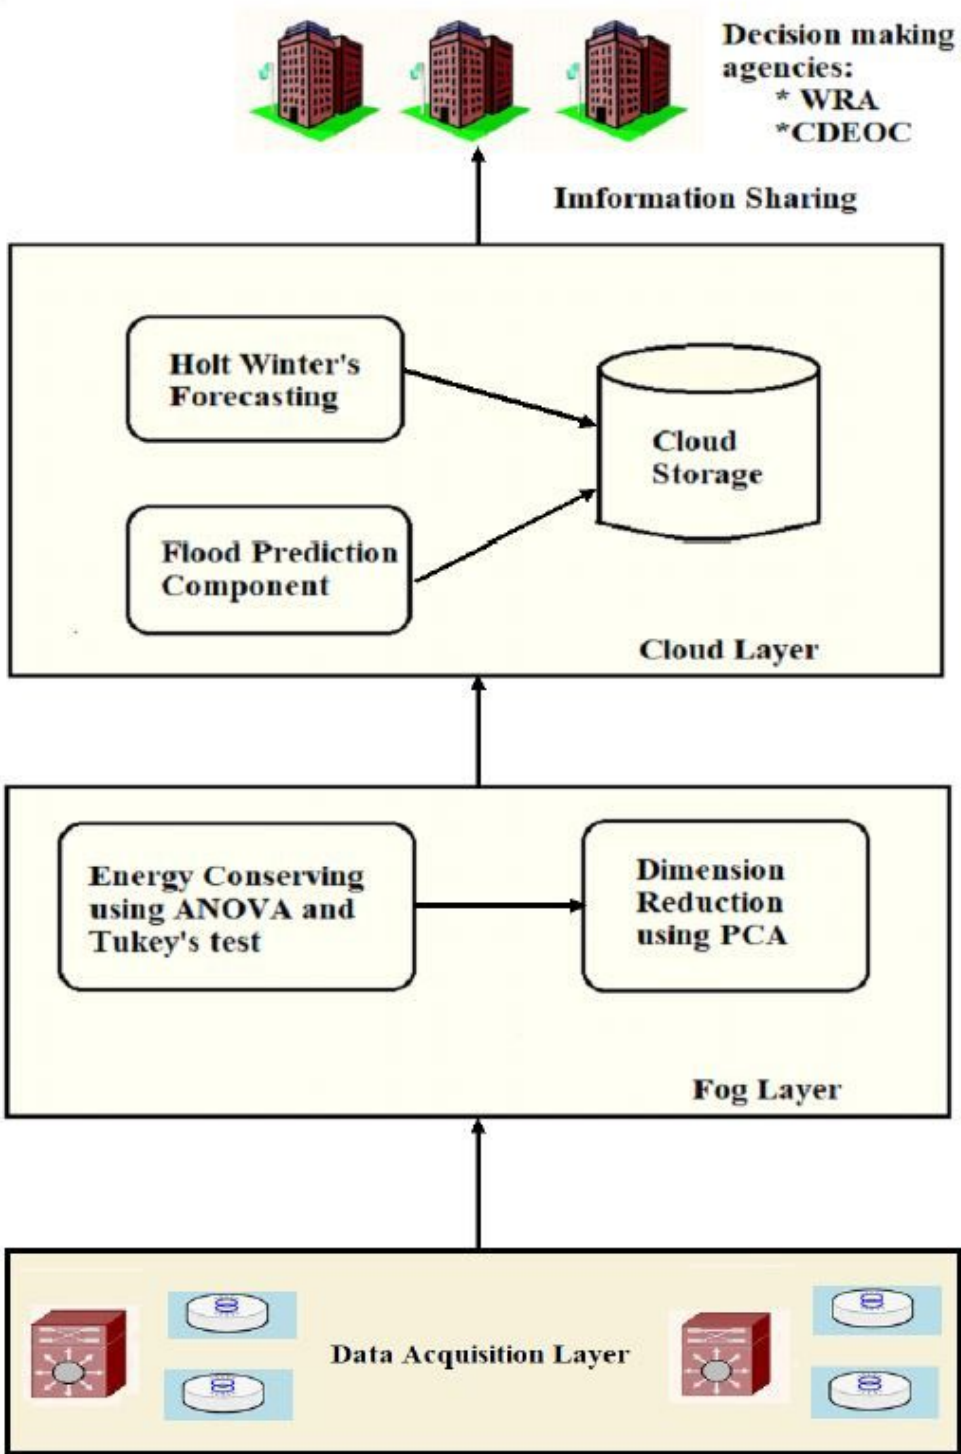 Decision making
agencies:
* WRA
*CDEOC
Imformation Sharing
Holt Winter's
Forecasting
Cloud
Storage
Flood Prediction
Component
Cloud Layer
Energy Conserving
using ANOVA and
Tukey's test
Dimension
Reduction
using PCA
Fog Layer
Data Acquisition Layer